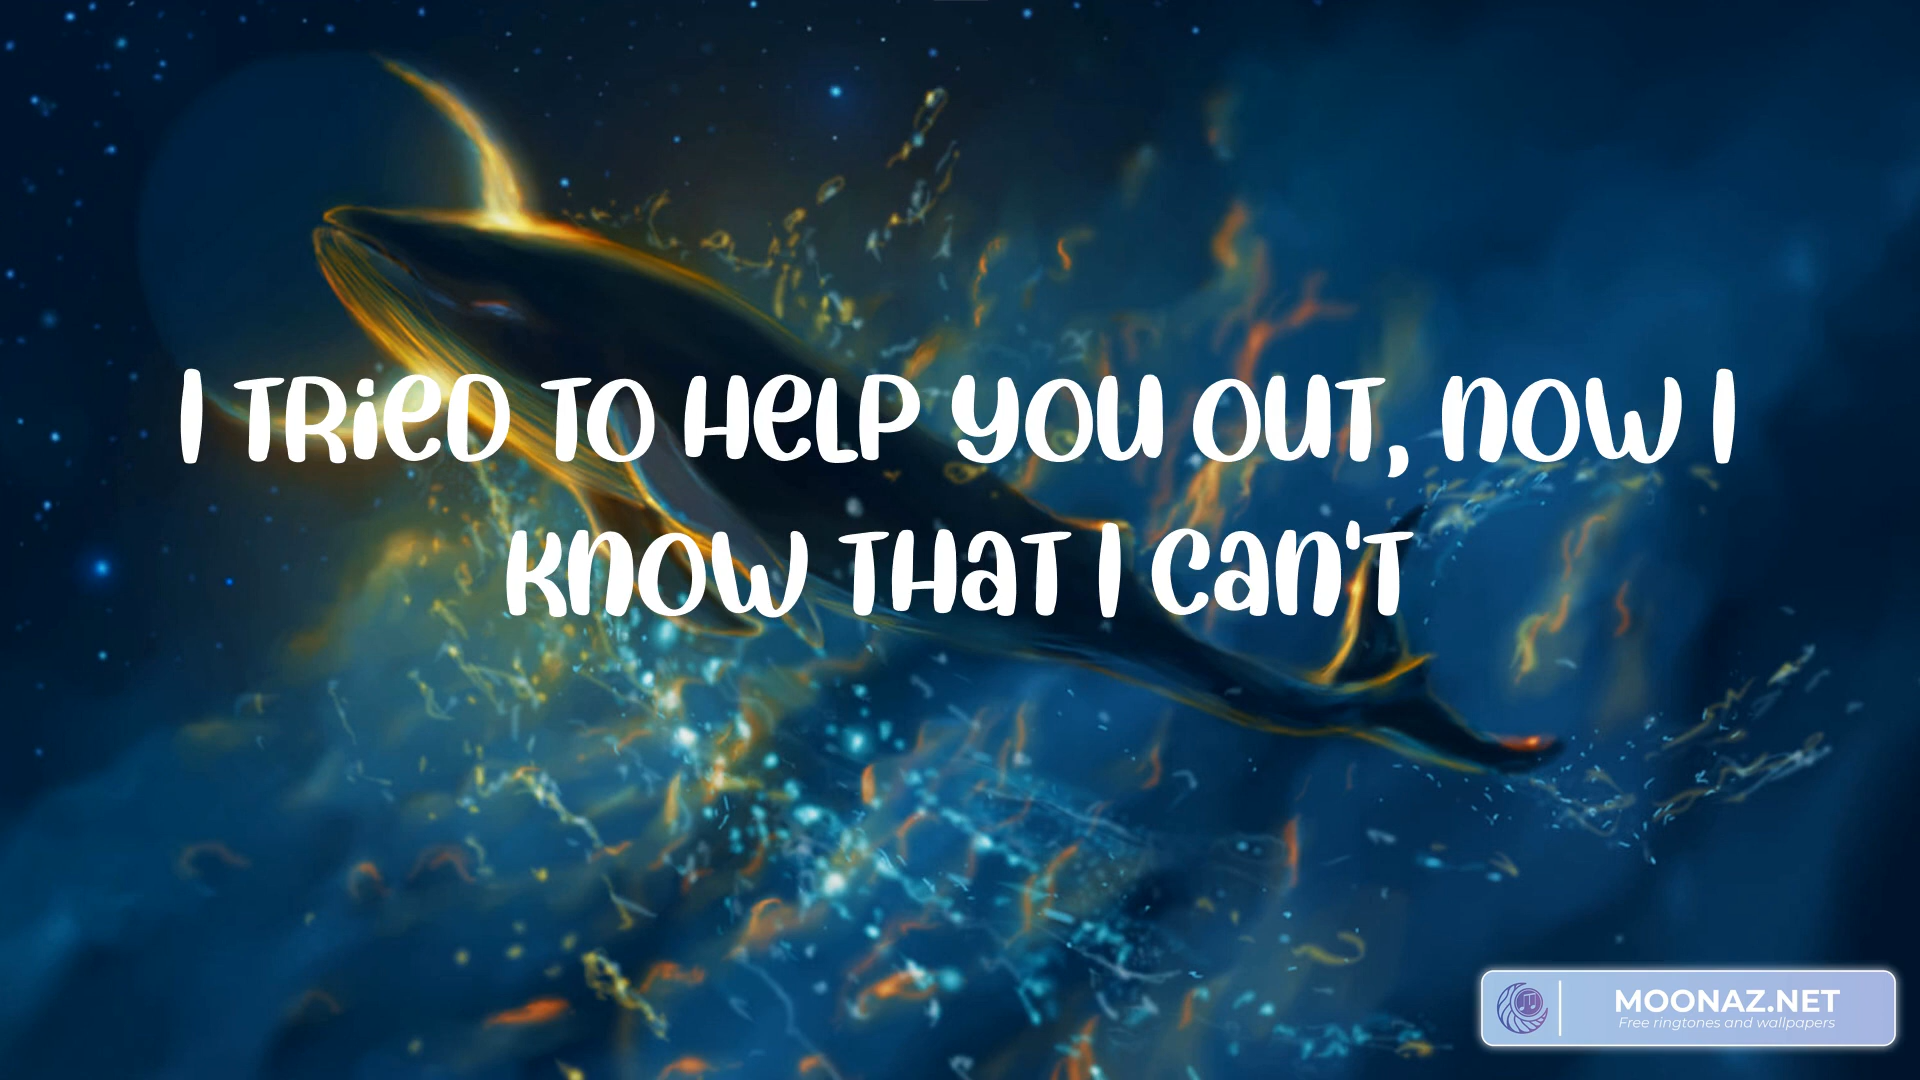 I TRieD TO HeLP YOU OUT, NOW I
KNOW THaT I CaN'T
MOONAZ.NET
Free ringtones and wallpapers